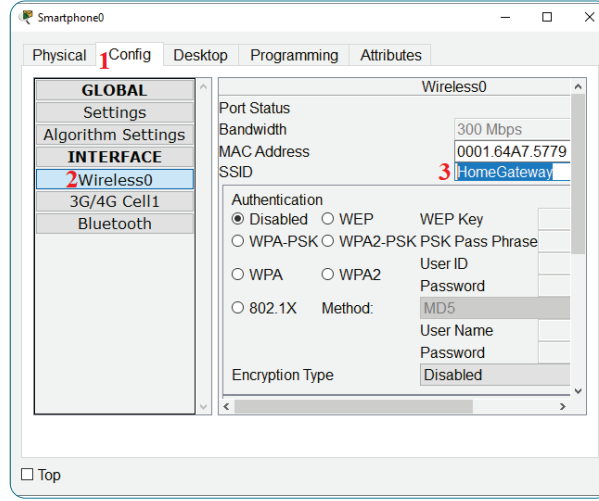 Smartphone0
Physical 1 Config Desktop Programming Attributes
GLOBAL
Settings
Algorithm Settings
INTERFACE
2 Wireless0
3G/4G Cell1
Bluetooth
Wireless0
Port Status
Bandwidth 300 Mbps
MAC Address 0001.64A7.5779
SSID 3 HomeGateway
Authentication
Disabled WEP WEP Key
WPA-PSK WPA2-PSK PSK Pass Phrase
User ID
WPA WPA2
Password
802.1X Method: MD5
User Name
Password
Encryption Type Disabled
Top